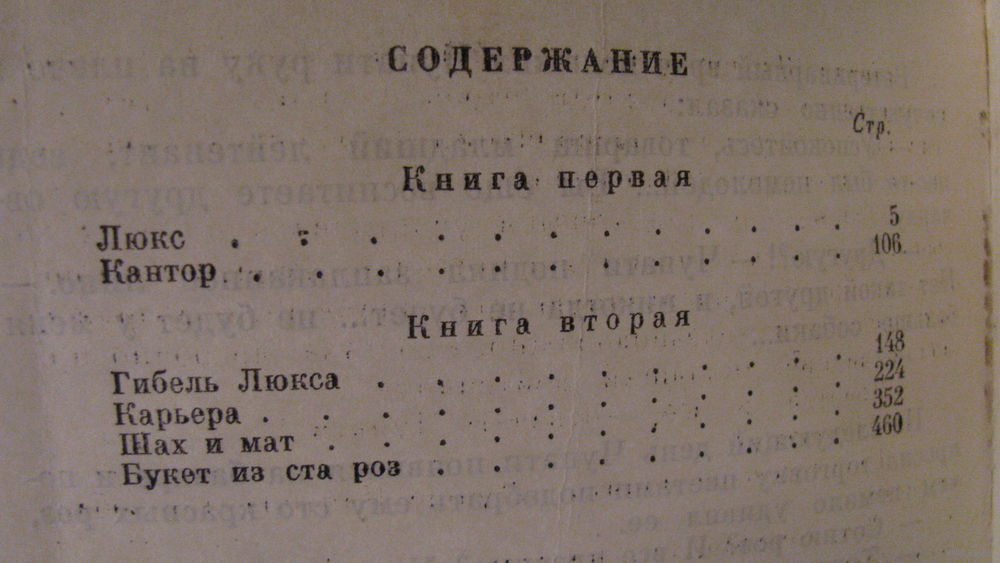 СОДЕРЖАНИЕ
Стр.
Книга первая
Люкс . . . . . . . . . . . 5
Кантор . . . . . . . . . . 106
Книга вторая
Гибель Люкса . . . . . . . . . 148
Карьера . . . . . . . . . . 224
Шах и мат . . . . . . . . . 352
Букет из ста роз . . . . . . . . 460